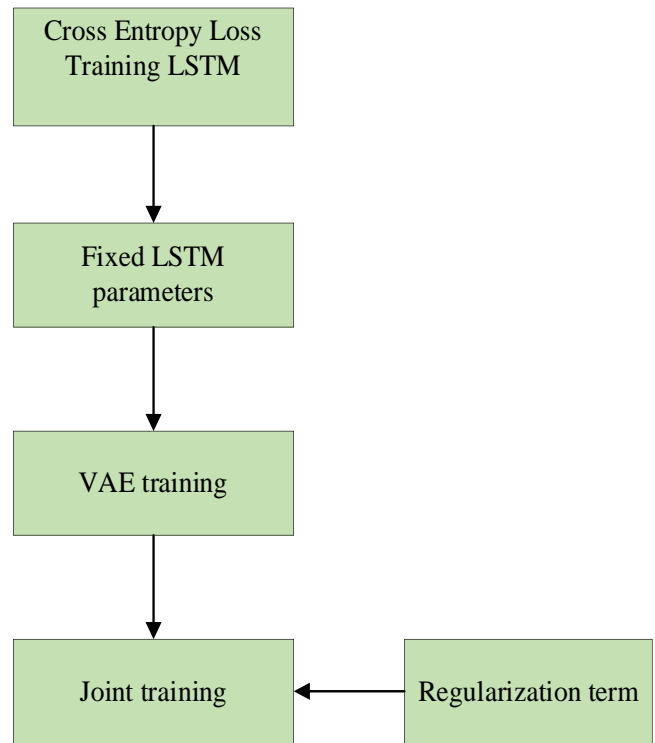 Cross Entropy Loss
Training LSTM
Fixed LSTM
parameters
VAE training
Joint training
Regularization term